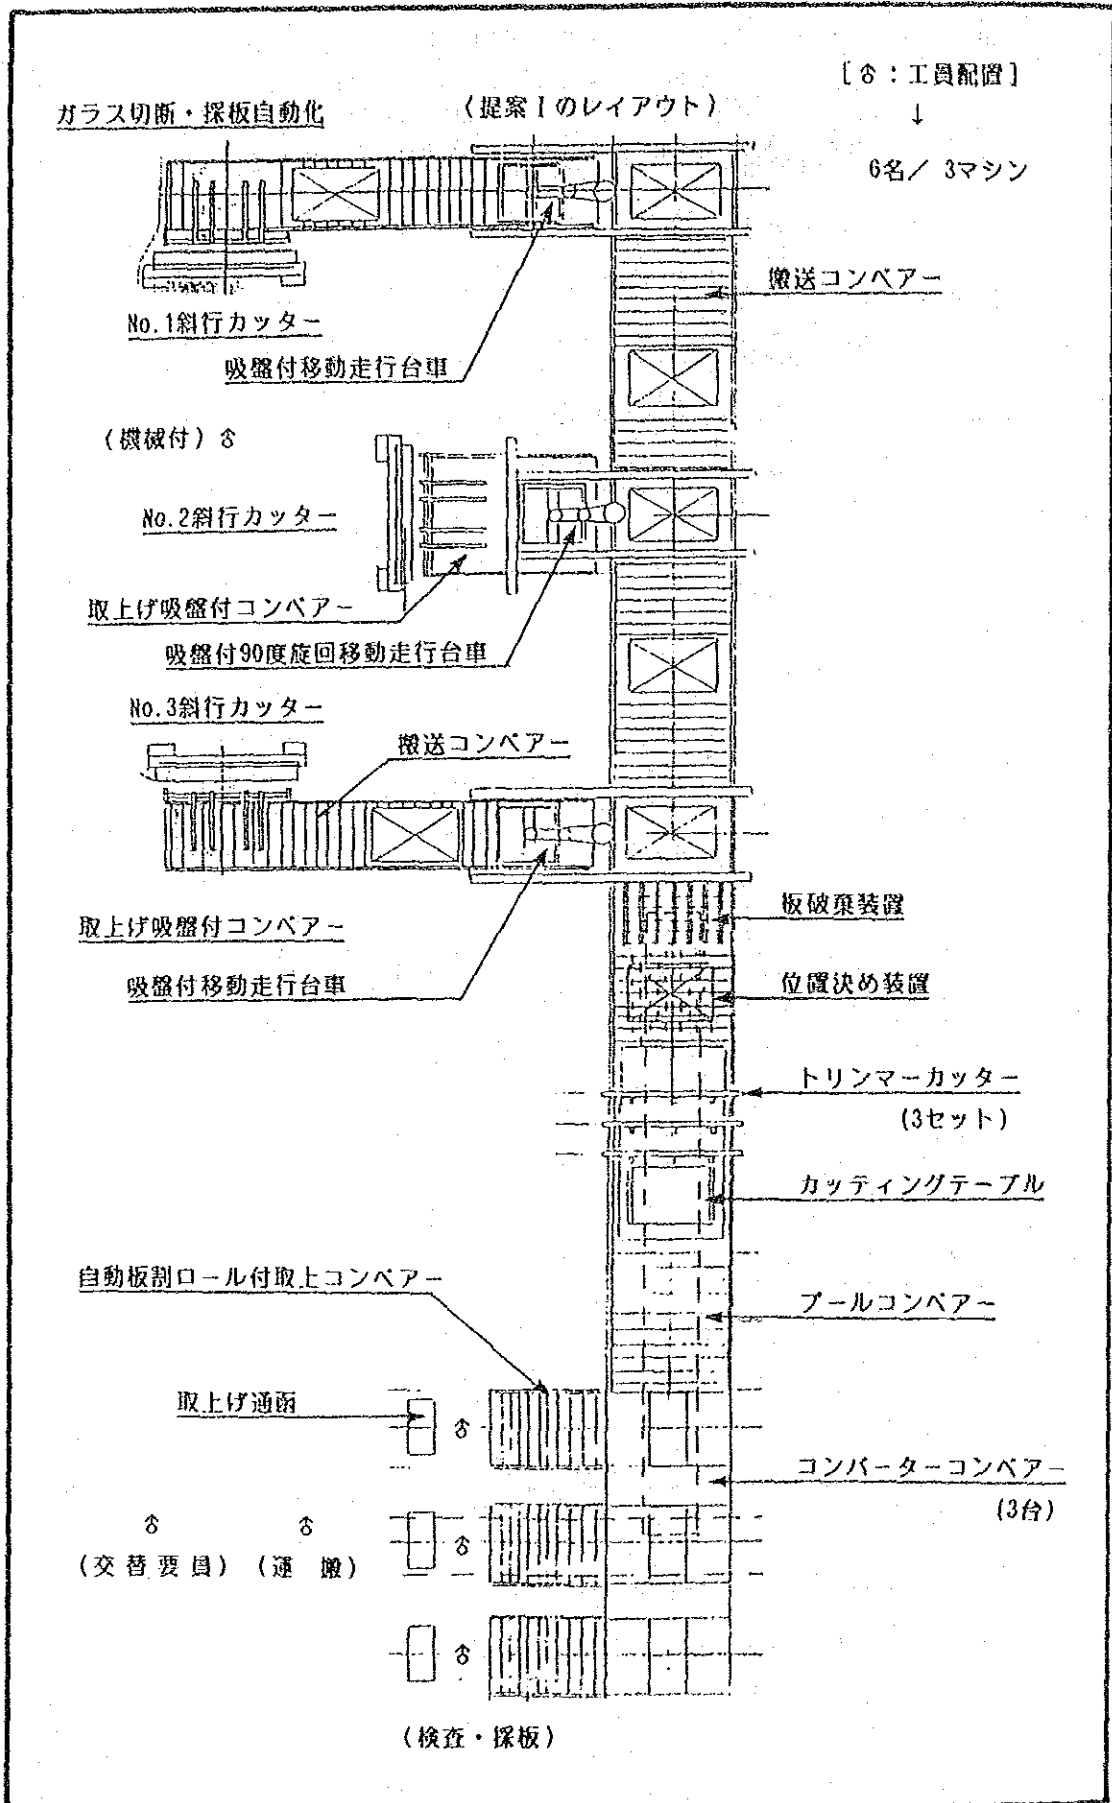 [♂:工員配置]
ガラス切断・採板自動化
(提案Iのレイアウト)
↓
6名/ 3マシン
搬送コンベアー
No.1斜行カッター
吸盤付移動走行台車
(機械付) ♂
No.2斜行カッター
取上げ吸盤付コンベアー
吸盤付90度旋回移動走行台車
No.3斜行カッター
搬送コンベアー
板破棄装置
取上げ吸盤付コンベアー
吸盤付移動走行台車
位置決め装置
トリンマーカッター
(3セット)
カッティングテーブル
自動板割ロール付取上コンベアー
プールコンベアー
取上げ通函
♂
コンバーターコンベアー
(3台)
♂ ♂ ♂
(交替要員) (運 搬)
♂
(検査・採板)